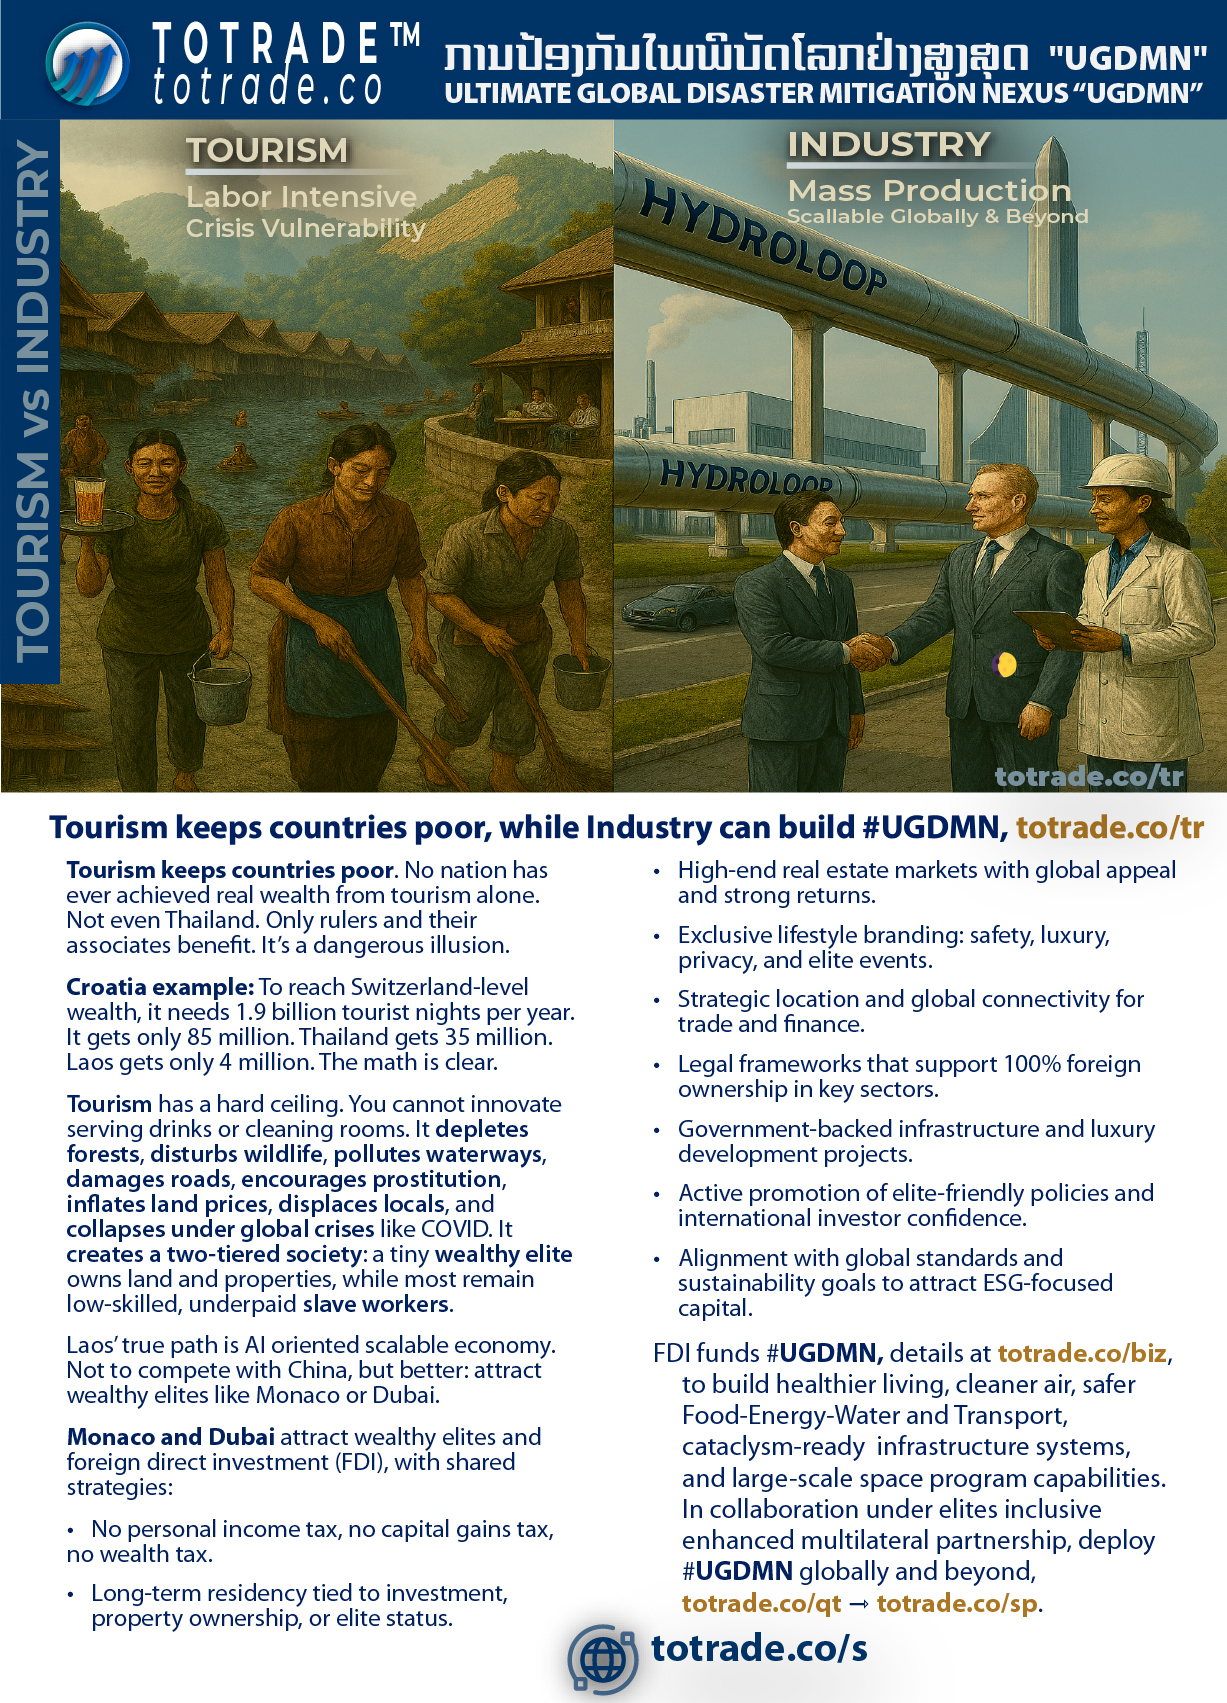 TOTRADE™
totrade.co
ການປ້ອງກັນໄພພິບັດໂລກຢ່າງສູງສຸດ "UGDMN"
ULTIMATE GLOBAL DISASTER MITIGATION NEXUS “UGDMN”
TOURISM vs INDUSTRY
TOURISM
Labor Intensive
Crisis Vulnerability
INDUSTRY
Mass Production
Scallable Globally & Beyond
HYDROLOOP
HYDROLOOP
totrade.co/tr
Tourism keeps countries poor, while Industry can build #UGDMN, totrade.co/tr
Tourism keeps countries poor. No nation has
ever achieved real wealth from tourism alone.
Not even Thailand. Only rulers and their
associates benefit. It’s a dangerous illusion.
Croatia example: To reach Switzerland-level
wealth, it needs 1.9 billion tourist nights per year.
It gets only 85 million. Thailand gets 35 million.
Laos gets only 4 million. The math is clear.
Tourism has a hard ceiling. You cannot innovate
serving drinks or cleaning rooms. It depletes
forests, disturbs wildlife, pollutes waterways,
damages roads, encourages prostitution,
inflates land prices, displaces locals, and
collapses under global crises like COVID. It
creates a two-tiered society: a tiny wealthy elite
owns land and properties, while most remain
low-skilled, underpaid slave workers.
Laos’ true path is AI oriented scalable economy.
Not to compete with China, but better: attract
wealthy elites like Monaco or Dubai.
Monaco and Dubai attract wealthy elites and
foreign direct investment (FDI), with shared
strategies:
• No personal income tax, no capital gains tax,
no wealth tax.
• Long-term residency tied to investment,
property ownership, or elite status.
• High-end real estate markets with global appeal
and strong returns.
• Exclusive lifestyle branding: safety, luxury,
privacy, and elite events.
• Strategic location and global connectivity for
trade and finance.
• Legal frameworks that support 100% foreign
ownership in key sectors.
• Government-backed infrastructure and luxury
development projects.
• Active promotion of elite-friendly policies and
international investor confidence.
• Alignment with global standards and
sustainability goals to attract ESG-focused
capital.
FDI funds #UGDMN, details at totrade.co/biz,
to build healthier living, cleaner air, safer
Food-Energy-Water and Transport,
cataclysm-ready infrastructure systems,
and large-scale space program capabilities.
In collaboration under elites inclusive
enhanced multilateral partnership, deploy
#UGDMN globally and beyond,
totrade.co/qt → totrade.co/sp.
totrade.co/s